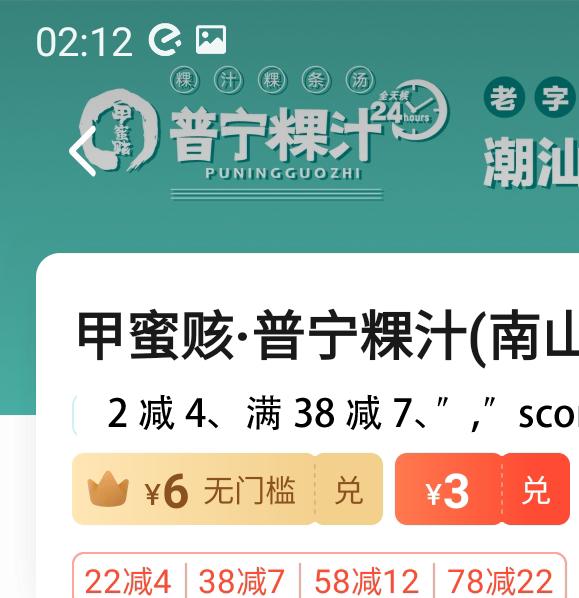 02:12
粿 汁 粿 条 汤
甲蜜赅 普宁粿汁 全天候 24 hours
PUNINGGUOZHI
老 字
潮汕
甲蜜赅·普宁粿汁(南山
2 减 4、满 38 减 7、" ," sco
¥6 无门槛 兑 ¥3 兑
22减4 38减7 58减12 78减22